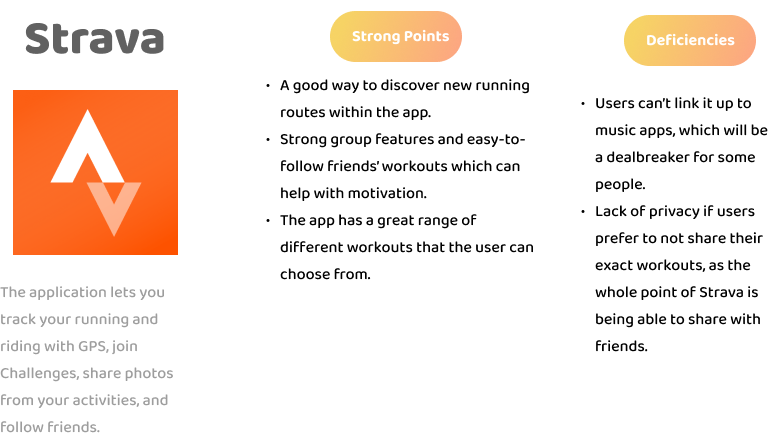 Strava
The application lets you
track your running and
riding with GPS, join
Challenges, share photos
from your activities, and
follow friends.
Strong Points
• A good way to discover new running
routes within the app.
• Strong group features and easy-to-
follow friends' workouts which can
help with motivation.
• The app has a great range of
different workouts that the user can
choose from.
Deficiencies
• Users can't link it up to
music apps, which will be
a dealbreaker for some
people.
• Lack of privacy if users
prefer to not share their
exact workouts, as the
whole point of Strava is
being able to share with
friends.